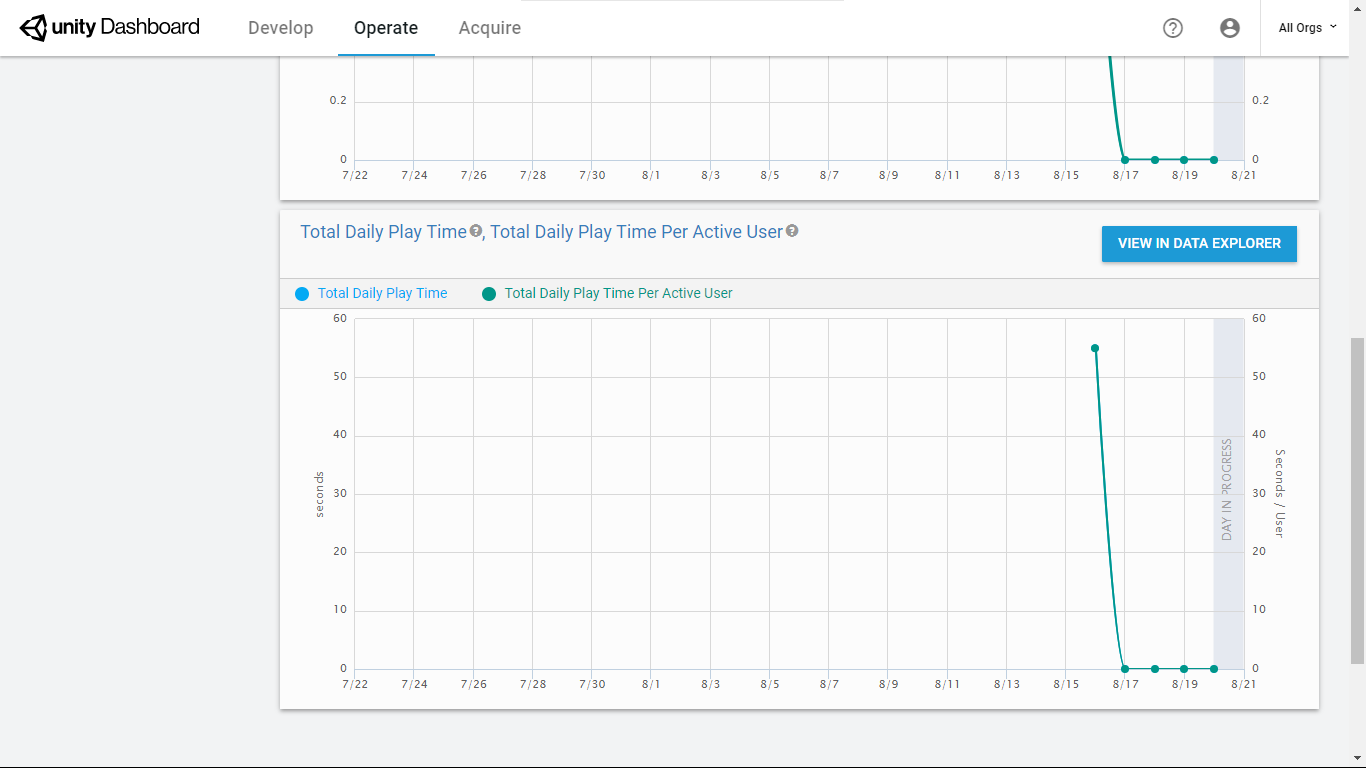 unity Dashboard Develop Operate Acquire All Orgs
0.2 0.2
0 0
7/22 7/24 7/26 7/28 7/30 8/1 8/3 8/5 8/7 8/9 8/11 8/13 8/15 8/17 8/19 8/21
Total Daily Play Time, Total Daily Play Time Per Active User
VIEW IN DATA EXPLORER
Total Daily Play Time Total Daily Play Time Per Active User
60 60
50 50
40 40
30 30
20 20
10 10
0 0
seconds
DAY IN PROGRESS
Seconds / User
7/22 7/24 7/26 7/28 7/30 8/1 8/3 8/5 8/7 8/9 8/11 8/13 8/15 8/17 8/19 8/21